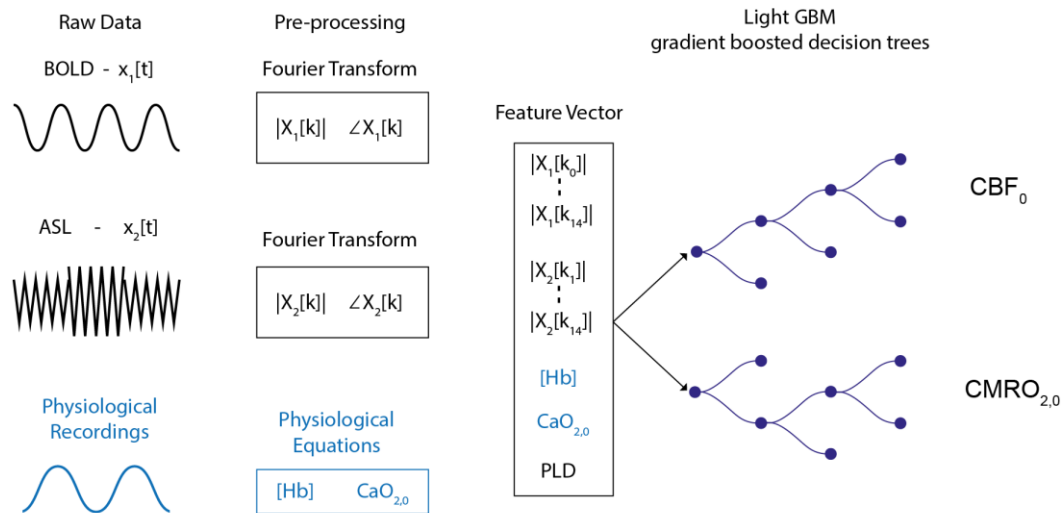 Raw Data
BOLD - x₁[t]
ASL - x₂[t]
Physiological
Recordings
Pre-processing
Fourier Transform
|X₁[k]| ∠X₁[k]
Fourier Transform
|X₂[k]| ∠X₂[k]
Physiological
Equations
[Hb] CaO₂,₀
Feature Vector
|X₁[k₀]|
|X₁[k₁₄]|
|X₂[k₁]|
|X₂[k₁₄]|
[Hb]
CaO₂,₀
PLD
Light GBM
gradient boosted decision trees
CBF₀
CMRO₂,₀